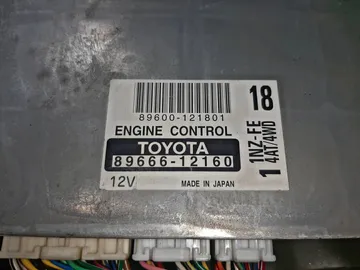 89600-121801
18
ENGINE CONTROL
TOYOTA
89666-12160
12V
MADE IN JAPAN
1
1NZ-FE
4AT/4WD